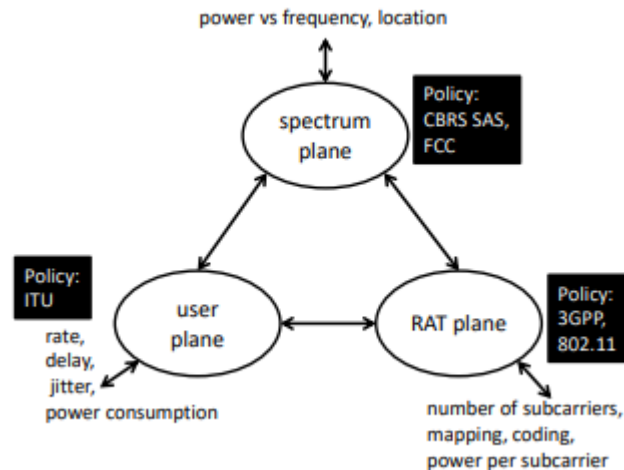 power vs frequency, location
spectrum
plane
Policy:
CBRS SAS,
FCC
Policy:
ITU
user
plane
rate,
delay,
jitter,
power consumption
RAT plane
Policy:
3GPP,
802.11
number of subcarriers,
mapping, coding,
power per subcarrier